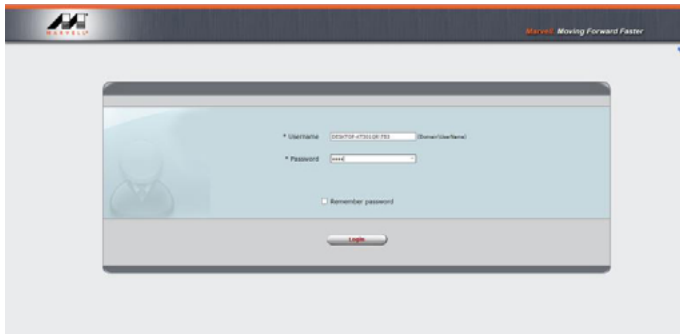 MARVELL
Marvell. Moving Forward Faster
* Username (Domain\UserName)
* Password ****
Remember password
Login